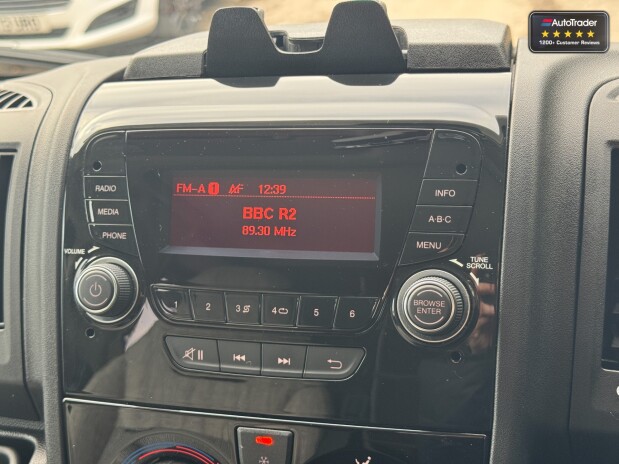 AutoTrader
1200+ Customer Reviews
FM-A 1 AF 12:39
BBC R2
89.30 MHz
RADIO
MEDIA
PHONE
INFO
A-B-C
MENU
VOLUME
TUNE
SCROLL
BROWSE
ENTER
1 2 3 4 5 6